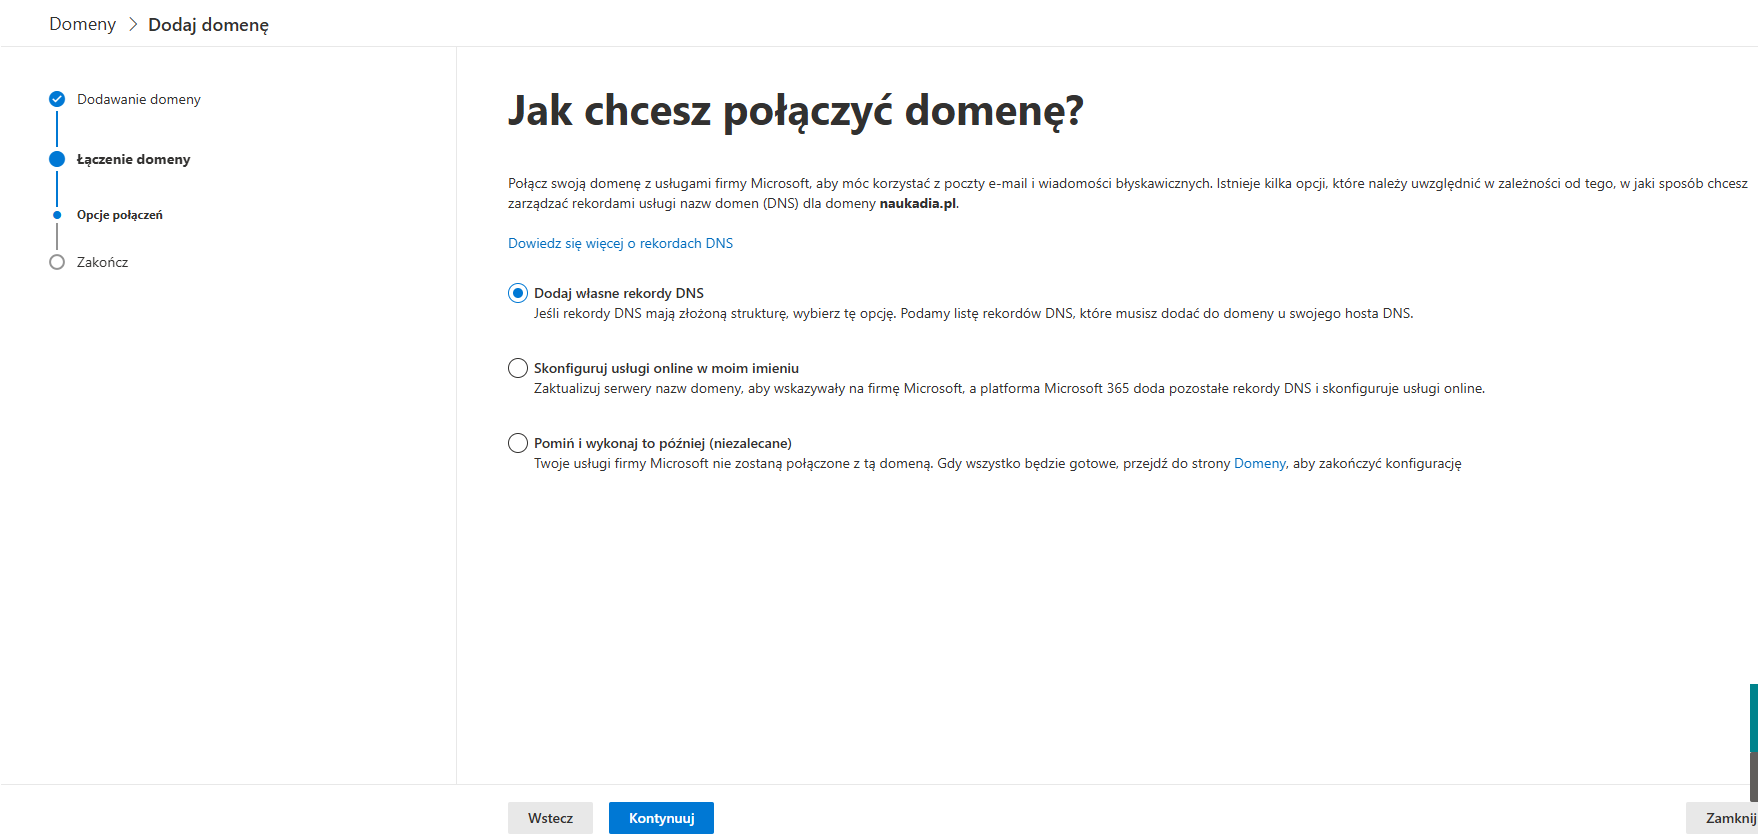 Domeny > Dodaj domenę
Dodawanie domeny
Łączenie domeny
Opcje połączeń
Zakończ
Jak chcesz połączyć domenę?
Połącz swoją domenę z usługami firmy Microsoft, aby móc korzystać z poczty e-mail i wiadomości błyskawicznych. Istnieje kilka opcji, które należy uwzględnić w zależności od tego, w jaki sposób chcesz
zarządzać rekordami usługi nazw domen (DNS) dla domeny naukadia.pl.
Dowiedz się więcej o rekordach DNS
Dodaj własne rekordy DNS
Jeśli rekordy DNS mają złożoną strukturę, wybierz tę opcję. Podamy listę rekordów DNS, które musisz dodać do domeny u swojego hosta DNS.
Skonfiguruj usługi online w moim imieniu
Zaktualizuj serwery nazw domeny, aby wskazywały na firmę Microsoft, a platforma Microsoft 365 doda pozostałe rekordy DNS i skonfiguruje usługi online.
Pomiń i wykonaj to później (niezalecane)
Twoje usługi firmy Microsoft nie zostaną połączone z tą domeną. Gdy wszystko będzie gotowe, przejdź do strony Domeny, aby zakończyć konfigurację
Wstecz
Kontynuuj
Zamknij